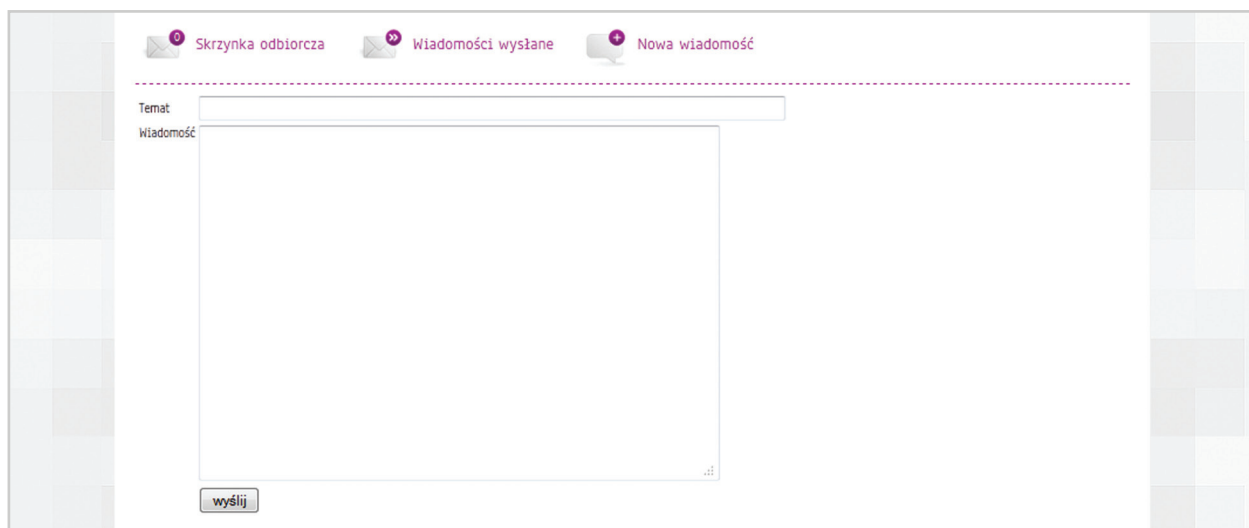 0 Skrzynka odbiorcza » Wiadomości wysłane + Nowa wiadomość
Temat
Wiadomość
wyślij